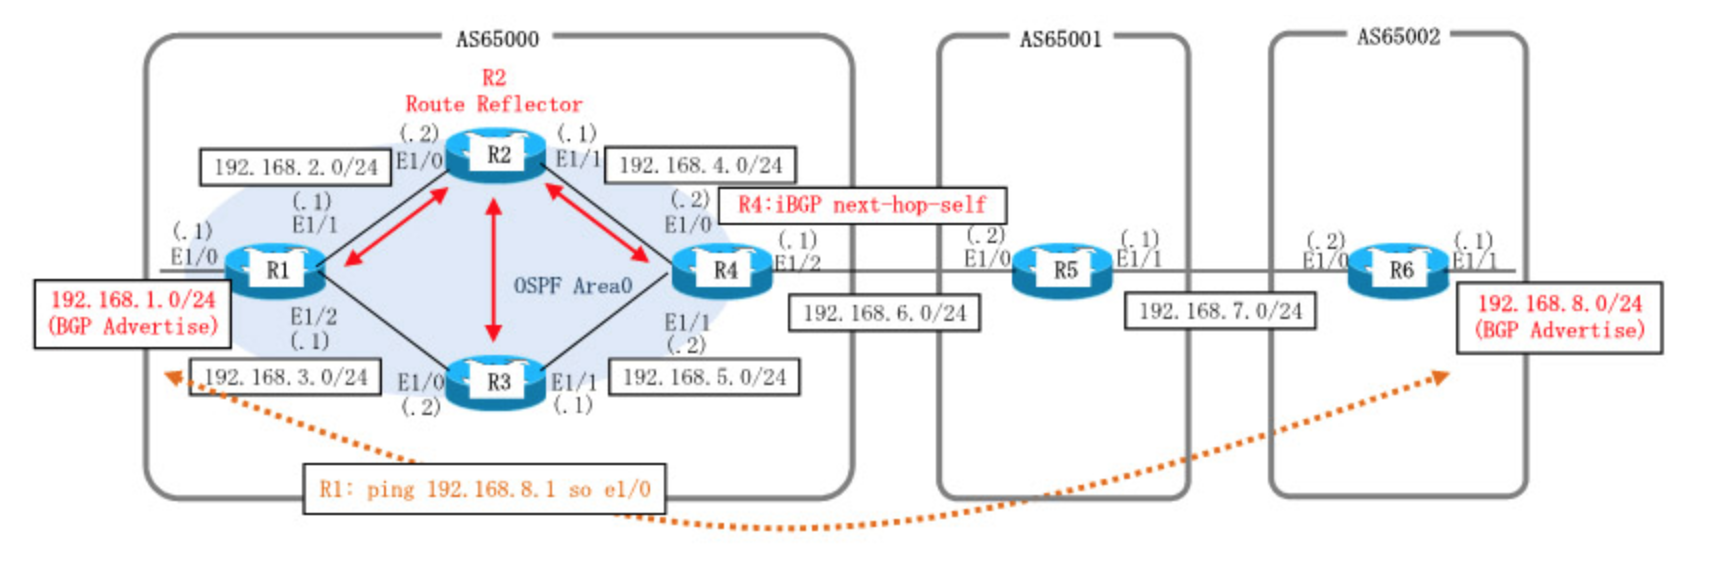 AS65000
AS65001
AS65002
R2
Route Reflector
(.2)
E1/0
R2
(.1)
E1/1
192.168.2.0/24
192.168.4.0/24
(.1)
E1/1
(.2)
E1/0
R4:iBGP next-hop-self
(.1)
E1/0
R1
R4
(.1)
E1/2
(.2)
E1/0
R5
(.1)
E1/1
(.2)
E1/0
R6
(.1)
E1/1
OSPF Area0
192.168.1.0/24
(BGP Advertise)
192.168.6.0/24
192.168.7.0/24
192.168.8.0/24
(BGP Advertise)
E1/2
(.1)
E1/1
(.2)
192.168.3.0/24
E1/0
(.2)
R3
E1/1
(.1)
192.168.5.0/24
R1: ping 192.168.8.1 so e1/0